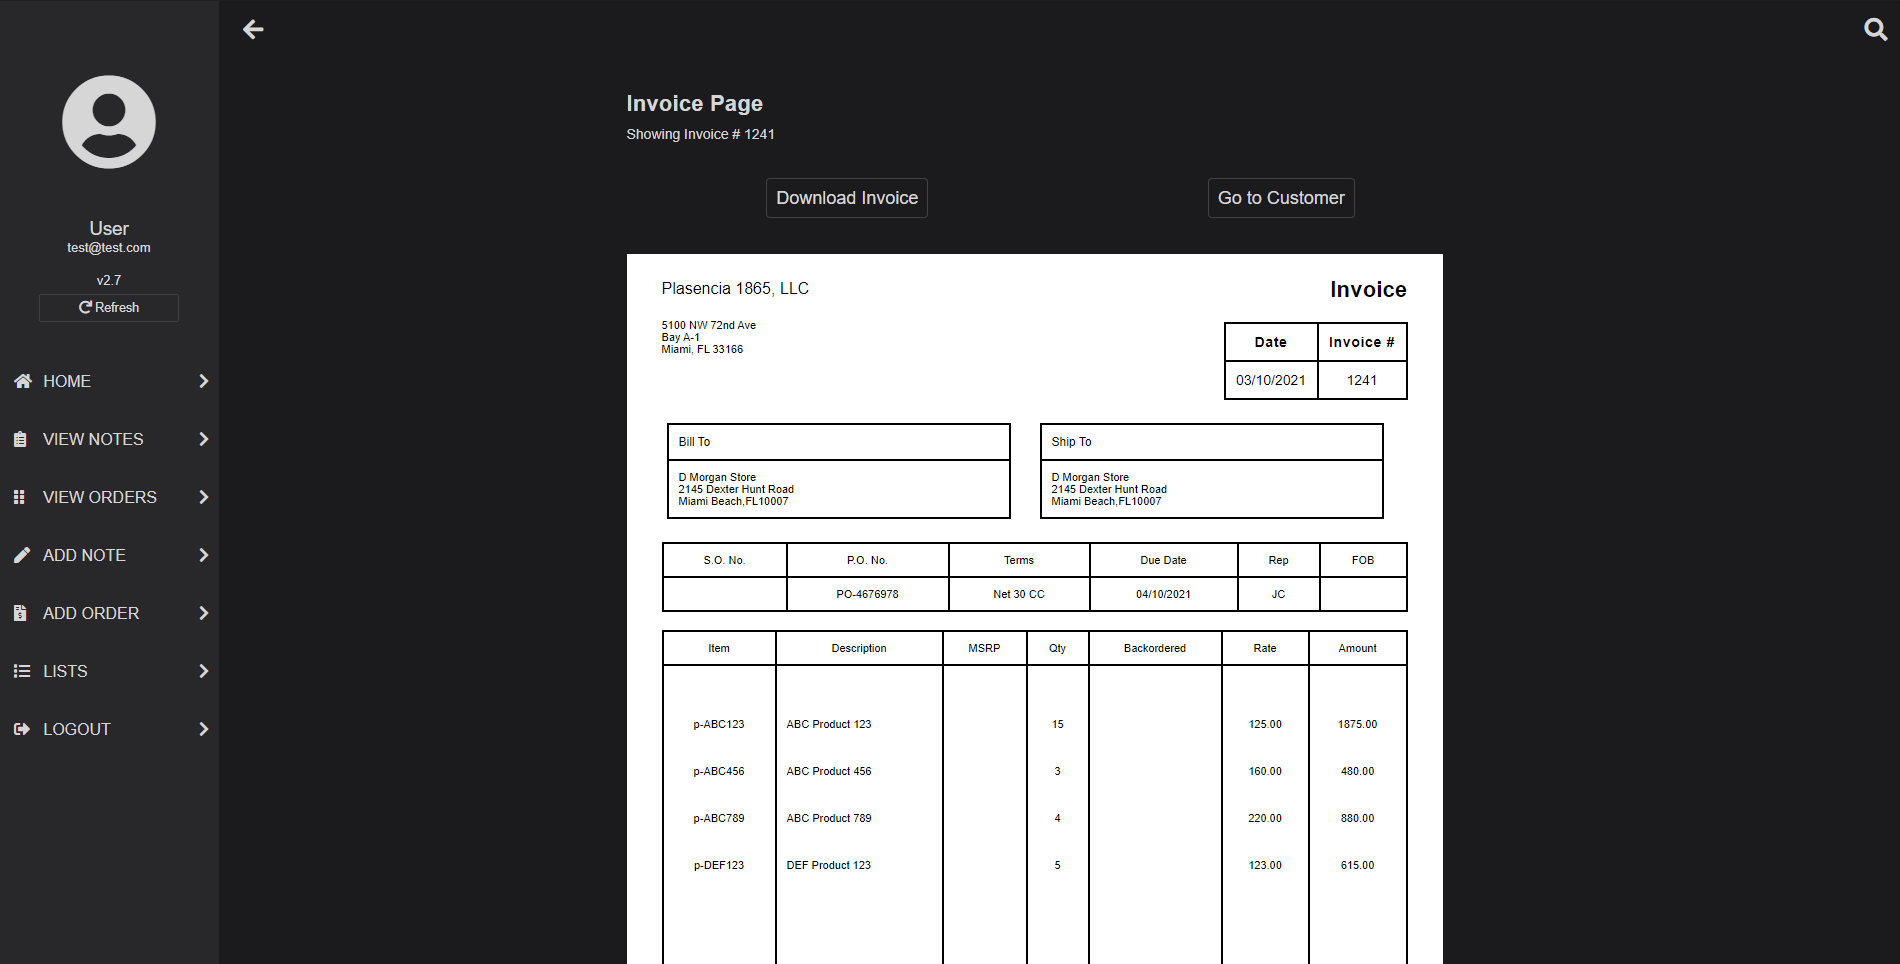 User
test@test.com
v2.7
Refresh
HOME
VIEW NOTES
VIEW ORDERS
ADD NOTE
ADD ORDER
LISTS
LOGOUT
Invoice Page
Showing Invoice # 1241
Download Invoice
Go to Customer
Plasencia 1865, LLC
Invoice
5100 NW 72nd Ave
Bay A-1
Miami, FL 33166
Date Invoice #
03/10/2021 1241
Bill To
D Morgan Store
2145 Dexter Hunt Road
Miami Beach,FL10007
Ship To
D Morgan Store
2145 Dexter Hunt Road
Miami Beach,FL10007
S.O. No. P.O. No. Terms Due Date Rep FOB
PO-4676978 Net 30 CC 04/10/2021 JC
Item Description MSRP Qty Backordered Rate Amount
p-ABC123 ABC Product 123 15 125.00 1875.00
p-ABC456 ABC Product 456 3 160.00 480.00
p-ABC789 ABC Product 789 4 220.00 880.00
p-DEF123 DEF Product 123 5 123.00 615.00